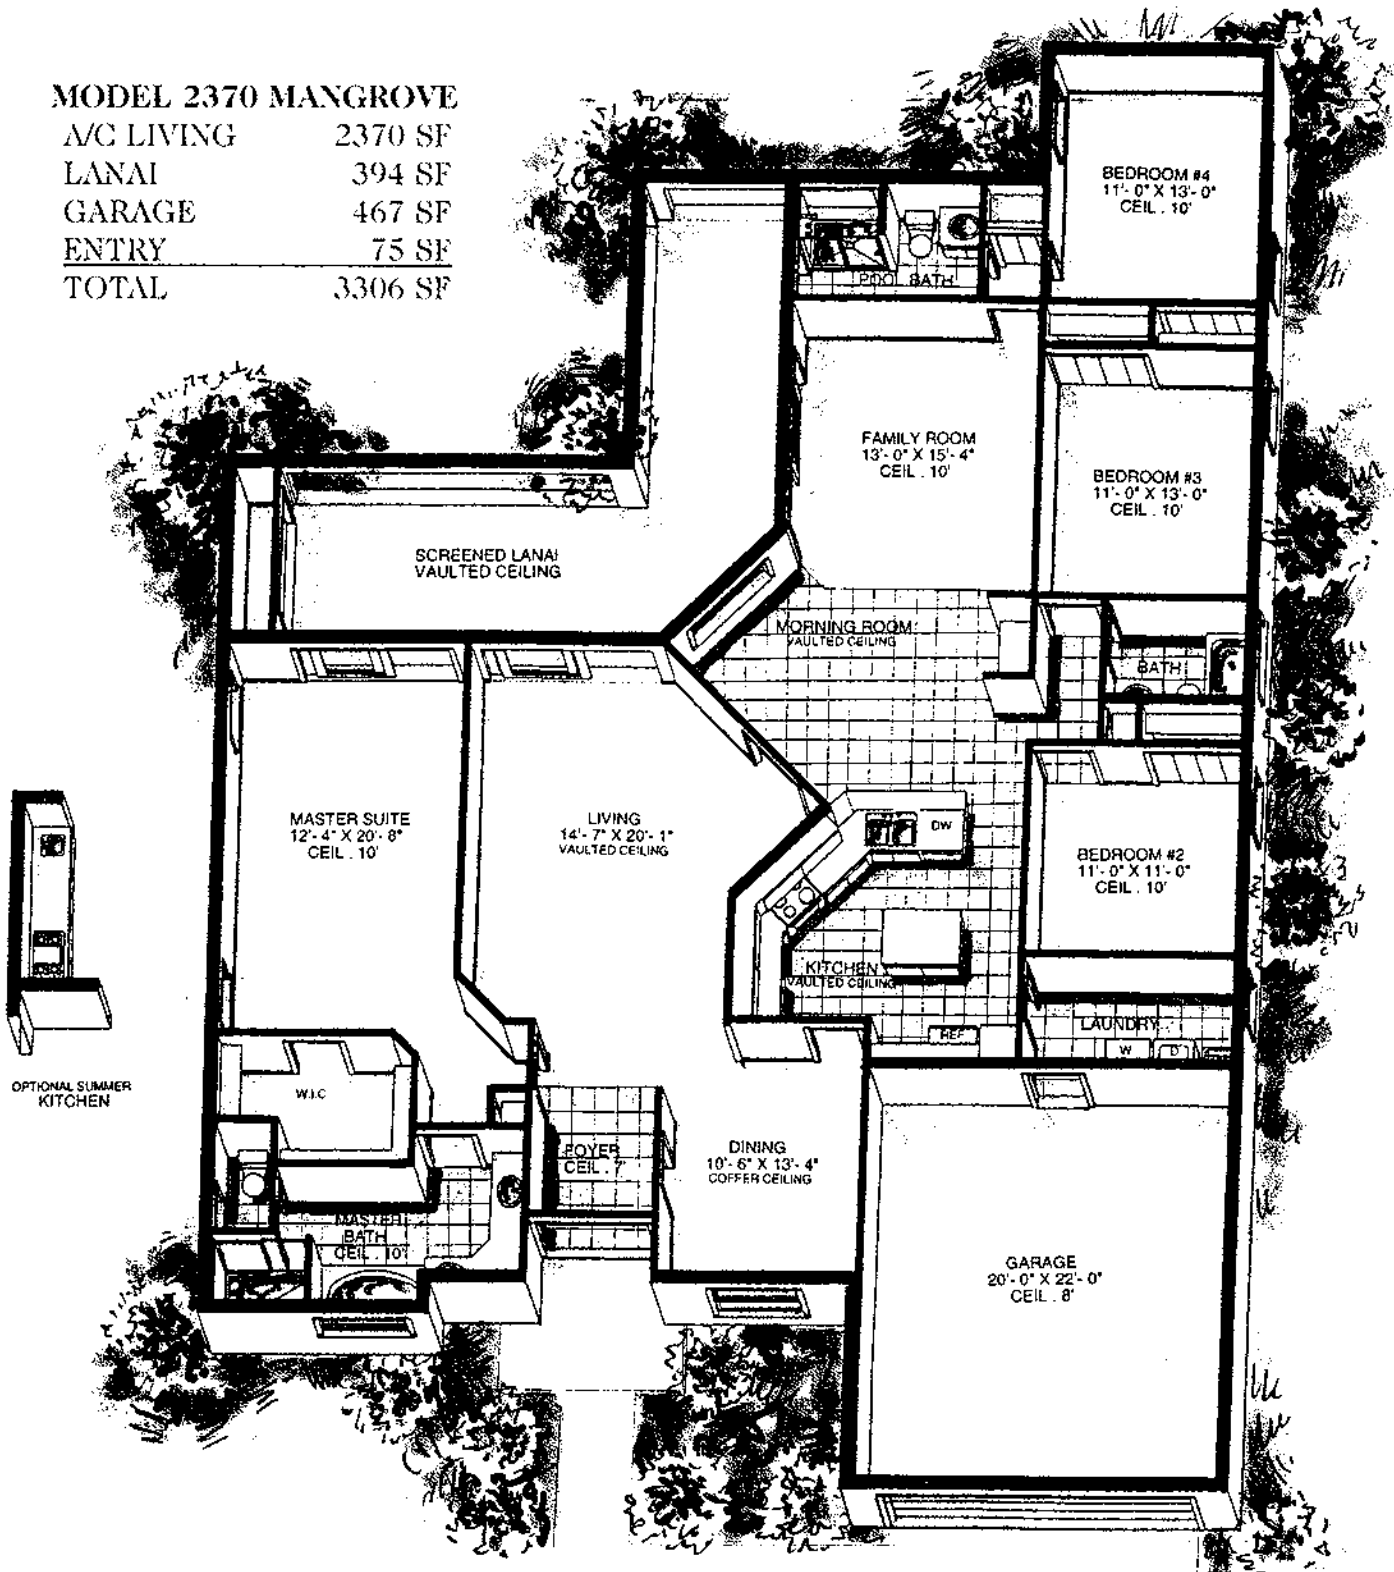 MODEL 2370 MANGROVE
A/C LIVING 2370 SF
LANAI 394 SF
GARAGE 467 SF
ENTRY 75 SF
TOTAL 3306 SF
BEDROOM #4
11'- 0" X 13'- 0"
CEIL . 10'
POOL BATH
FAMILY ROOM
13'- 0" X 15'- 4"
CEIL . 10'
BEDROOM #3
11'- 0" X 13'- 0"
CEIL . 10'
SCREENED LANAI
VAULTED CEILING
MORNING ROOM
VAULTED CEILING
BATH
MASTER SUITE
12'- 4" X 20'- 8"
CEIL . 10'
LIVING
14'- 7" X 20'- 1"
VAULTED CEILING
DW
BEDROOM #2
11'- 0" X 11'- 0"
CEIL . 10'
KITCHEN
VAULTED CEILING
LAUNDRY
REF
W
D
OPTIONAL SUMMER
KITCHEN
W.I.C
FOYER
CEIL . 7'
DINING
10'- 6" X 13'- 4"
COFFER CEILING
MASTER
BATH
CEIL . 10'
GARAGE
20'- 0" X 22'- 0"
CEIL . 8'